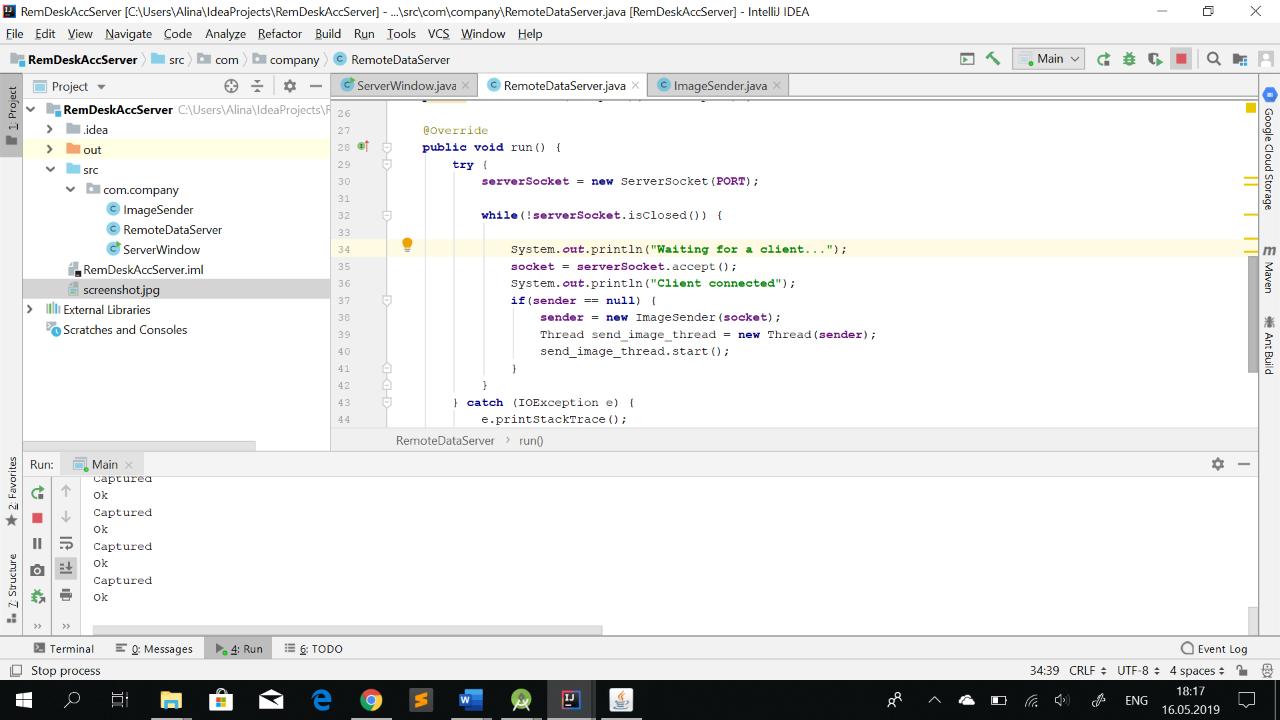 RemDeskAccServer [C:\Users\Alina\IdeaProjects\RemDeskAccServer] - ...\src\com\company\RemoteDataServer.java [RemDeskAccServer] - IntelliJ IDEA
File Edit View Navigate Code Analyze Refactor Build Run Tools VCS Window Help
RemDeskAccServer src com company RemoteDataServer
Main
1: Project
Project
RemDeskAccServer C:\Users\Alina\IdeaProjects\
.idea
out
src
com.company
ImageSender
RemoteDataServer
ServerWindow
RemDeskAccServer.iml
screenshot.jpg
External Libraries
Scratches and Consoles
ServerWindow.java RemoteDataServer.java ImageSender.java
26
27 @Override
28 public void run() {
29 try {
30 serverSocket = new ServerSocket(PORT);
31
32 while(!serverSocket.isClosed()) {
33
34 System.out.println("Waiting for a client...");
35 socket = serverSocket.accept();
36 System.out.println("Client connected");
37 if(sender == null) {
38 sender = new ImageSender(socket);
39 Thread send_image_thread = new Thread(sender);
40 send_image_thread.start();
41 }
42 }
43 } catch (IOException e) {
44 e.printStackTrace();
RemoteDataServer run()
Google Cloud Storage
Maven
Ant Build
Run: Main
Captured
Ok
Captured
Ok
Captured
Ok
Captured
Ok
2: Favorites
7: Structure
Terminal 0: Messages 4: Run 6: TODO Event Log
Stop process 34:39 CRLF UTF-8 4 spaces
ENG 18:17
16.05.2019